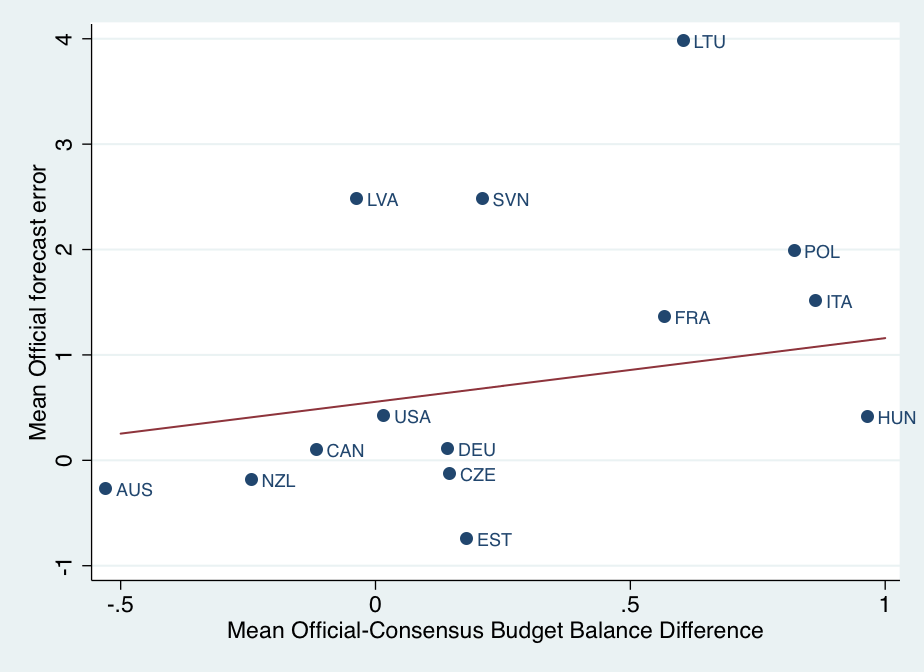 4
LTU
3
LVA
SVN
2
POL
ITA
FRA
1
USA
HUN
CAN
DEU
0
CZE
NZL
AUS
EST
-1
-.5
0
.5
1
Mean Official forecast error
Mean Official-Consensus Budget Balance Difference